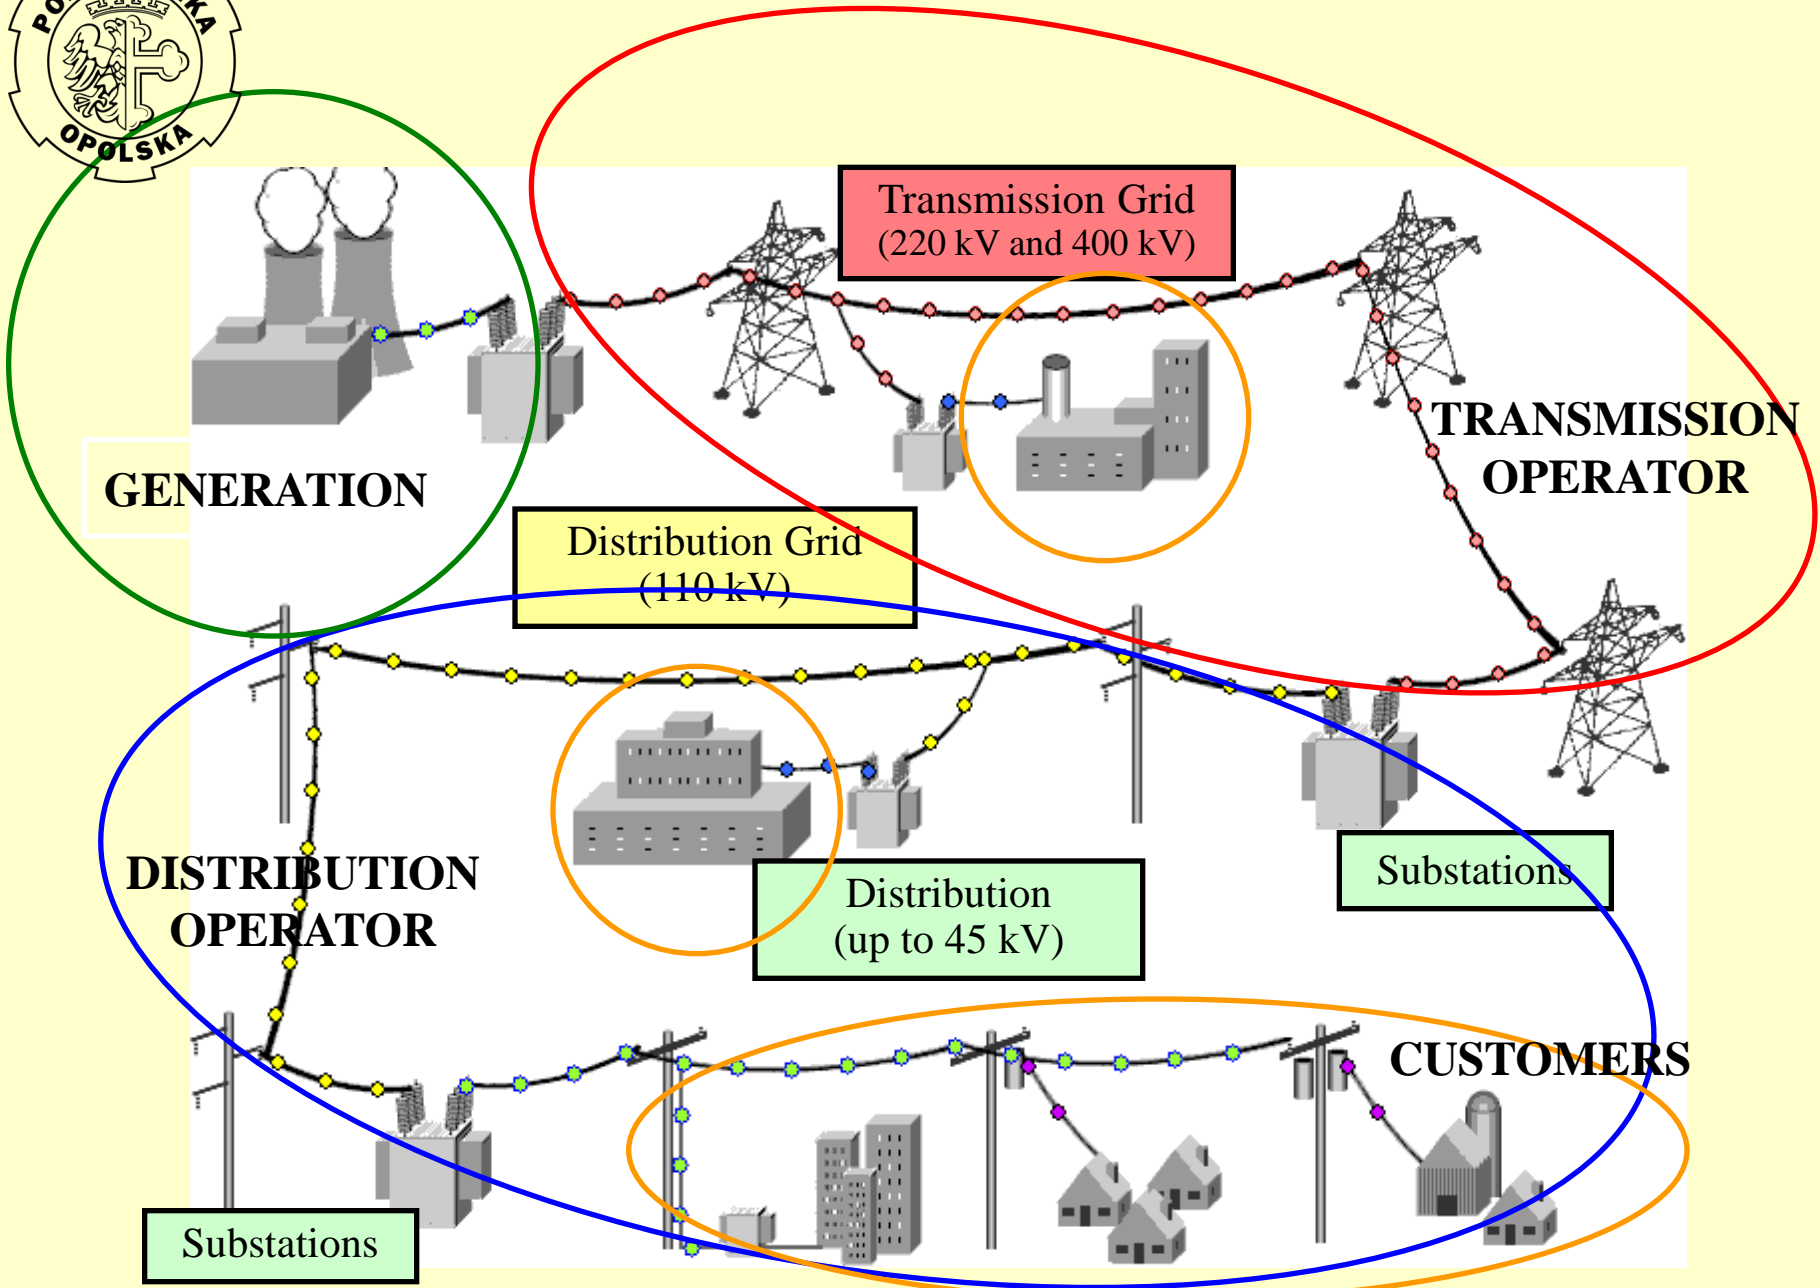 OPOLSKA
Transmission Grid
(220 kV and 400 kV)
TRANSMISSION
OPERATOR
GENERATION
Distribution Grid
(110 kV)
Substations
DISTRIBUTION
OPERATOR
Distribution
(up to 45 kV)
CUSTOMERS
Substations